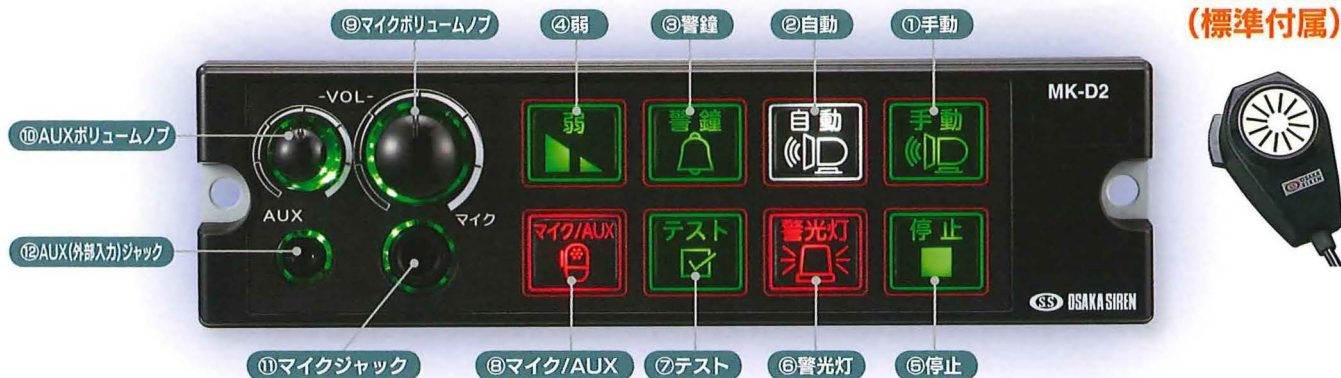 (標準付属)
⑨マイクボリュームノブ
④弱
③警鐘
②自動
①手動
MK-D2
-VOL-
⑩AUXボリュームノブ
弱
警鐘
自動
手動
AUX
マイク
⑫AUX(外部入力)ジャック
マイク/AUX
テスト
警光灯
停止
SS OSAKA SIREN
⑪マイクジャック
⑧マイク/AUX
⑦テスト
⑥警光灯
⑤停止